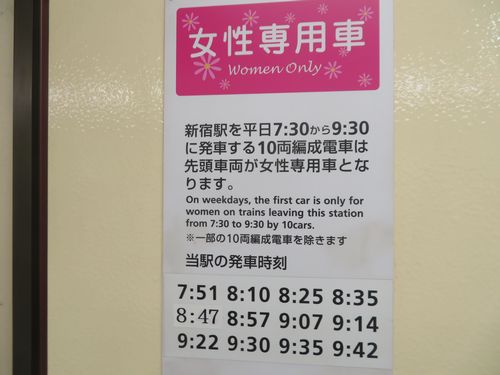 女性専用車
Women Only
新宿駅を平日7:30から9:30
に発車する10両編成電車は
先頭車両が女性専用車とな
ります。
On weekdays, the first car is only for
women on trains leaving this station
from 7:30 to 9:30 by 10cars.
※一部の10両編成電車を除きます
当駅の発車時刻
7:51 8:10 8:25 8:35
8:47 8:57 9:07 9:14
9:22 9:30 9:35 9:42